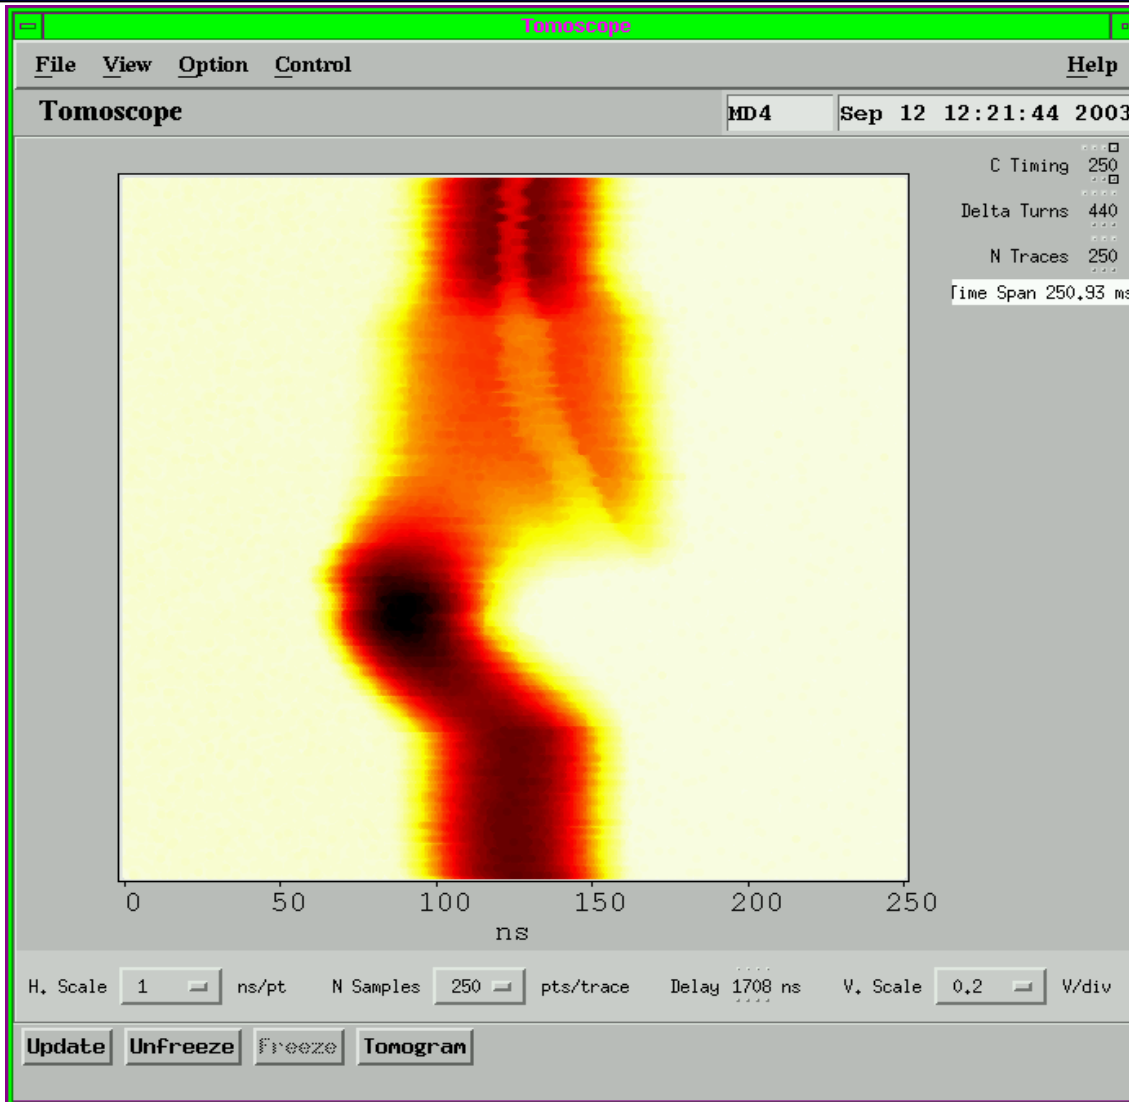 Tomoscope
File View Option Control Help
Tomoscope MD4 Sep 12 12:21:44 2003
C Timing 250
Delta Turns 440
N Traces 250
Time Span 250.93 ms
0 50 100 150 200 250
ns
H. Scale 1 ns/pt N Samples 250 pts/trace Delay 1708 ns V. Scale 0.2 V/div
Update Unfreeze Freeze Tomogram